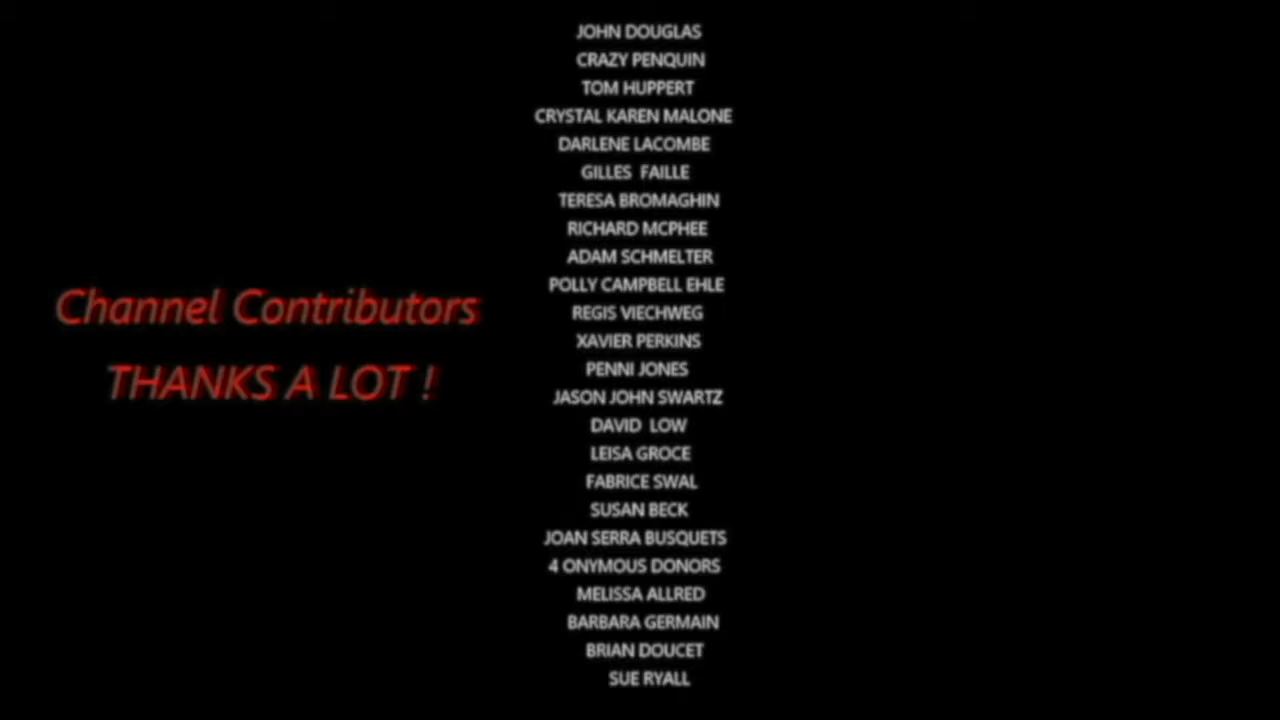 Channel Contributors
THANKS A LOT !
JOHN DOUGLAS
CRAZY PENQUIN
TOM HUPPERT
CRYSTAL KAREN MALONE
DARLENE LACOMBE
GILLES FAILLE
TERESA BROMAGHIN
RICHARD MCPHEE
ADAM SCHMELTER
POLLY CAMPBELL EHLE
REGIS VIECHWEG
XAVIER PERKINS
PENNI JONES
JASON JOHN SWARTZ
DAVID LOW
LEISA GROCE
FABRICE SWAL
SUSAN BECK
JOAN SERRA BUSQUETS
4 ONYMOUS DONORS
MELISSA ALLRED
BARBARA GERMAIN
BRIAN DOUCET
SUE RYALL